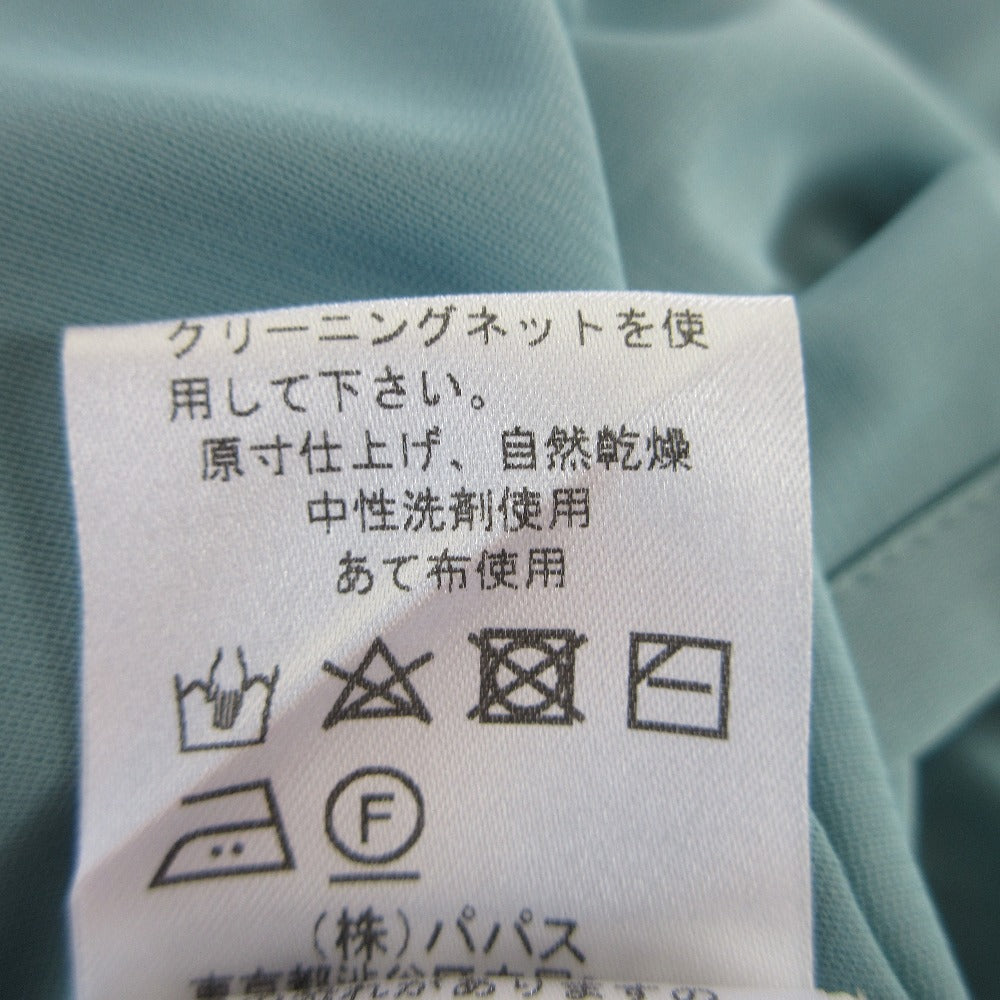 クリーニングネットを使
用して下さい。
原寸仕上げ、自然乾燥
中性洗剤使用
あて布使用
F
(株)パパス